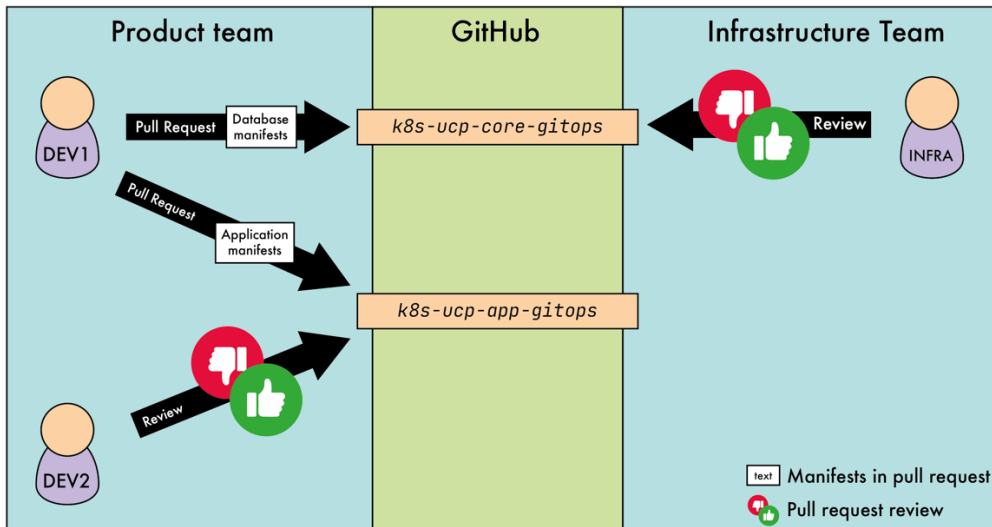 Product team
GitHub
Infrastructure Team
DEV1
Pull Request
Database
manifests
k8s-ucp-core-gitops
Review
INFRA
Pull Request
Application
manifests
k8s-ucp-app-gitops
Review
DEV2
text
Manifests in pull request
Pull request review